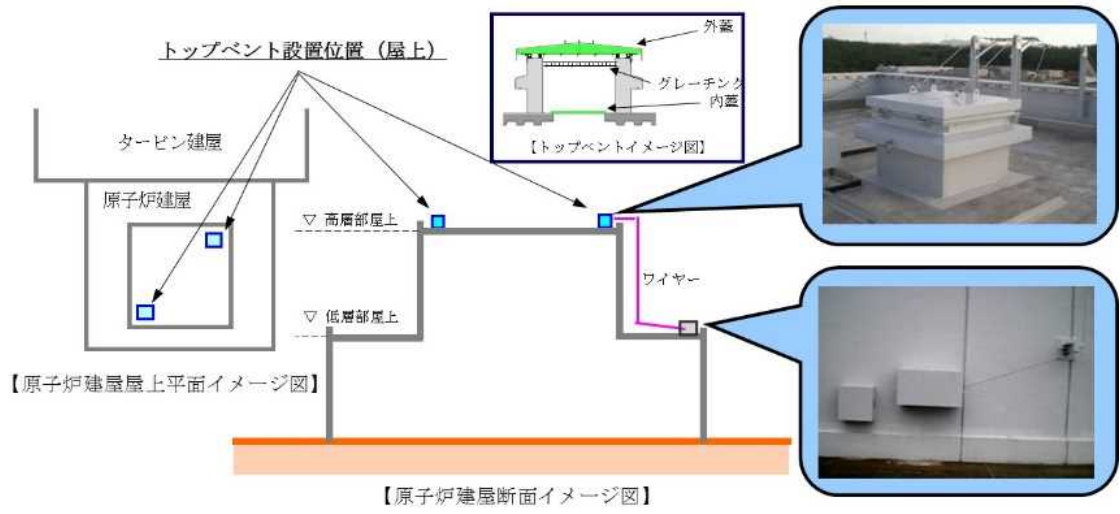 トップベント設置位置（屋上）
外蓋
グレーチング
内蓋
【トップベントイメージ図】
タービン建屋
原子炉建屋
▽ 高層部屋上
ワイヤー
▽ 低層部屋上
【原子炉建屋屋上平面イメージ図】
【原子炉建屋断面イメージ図】